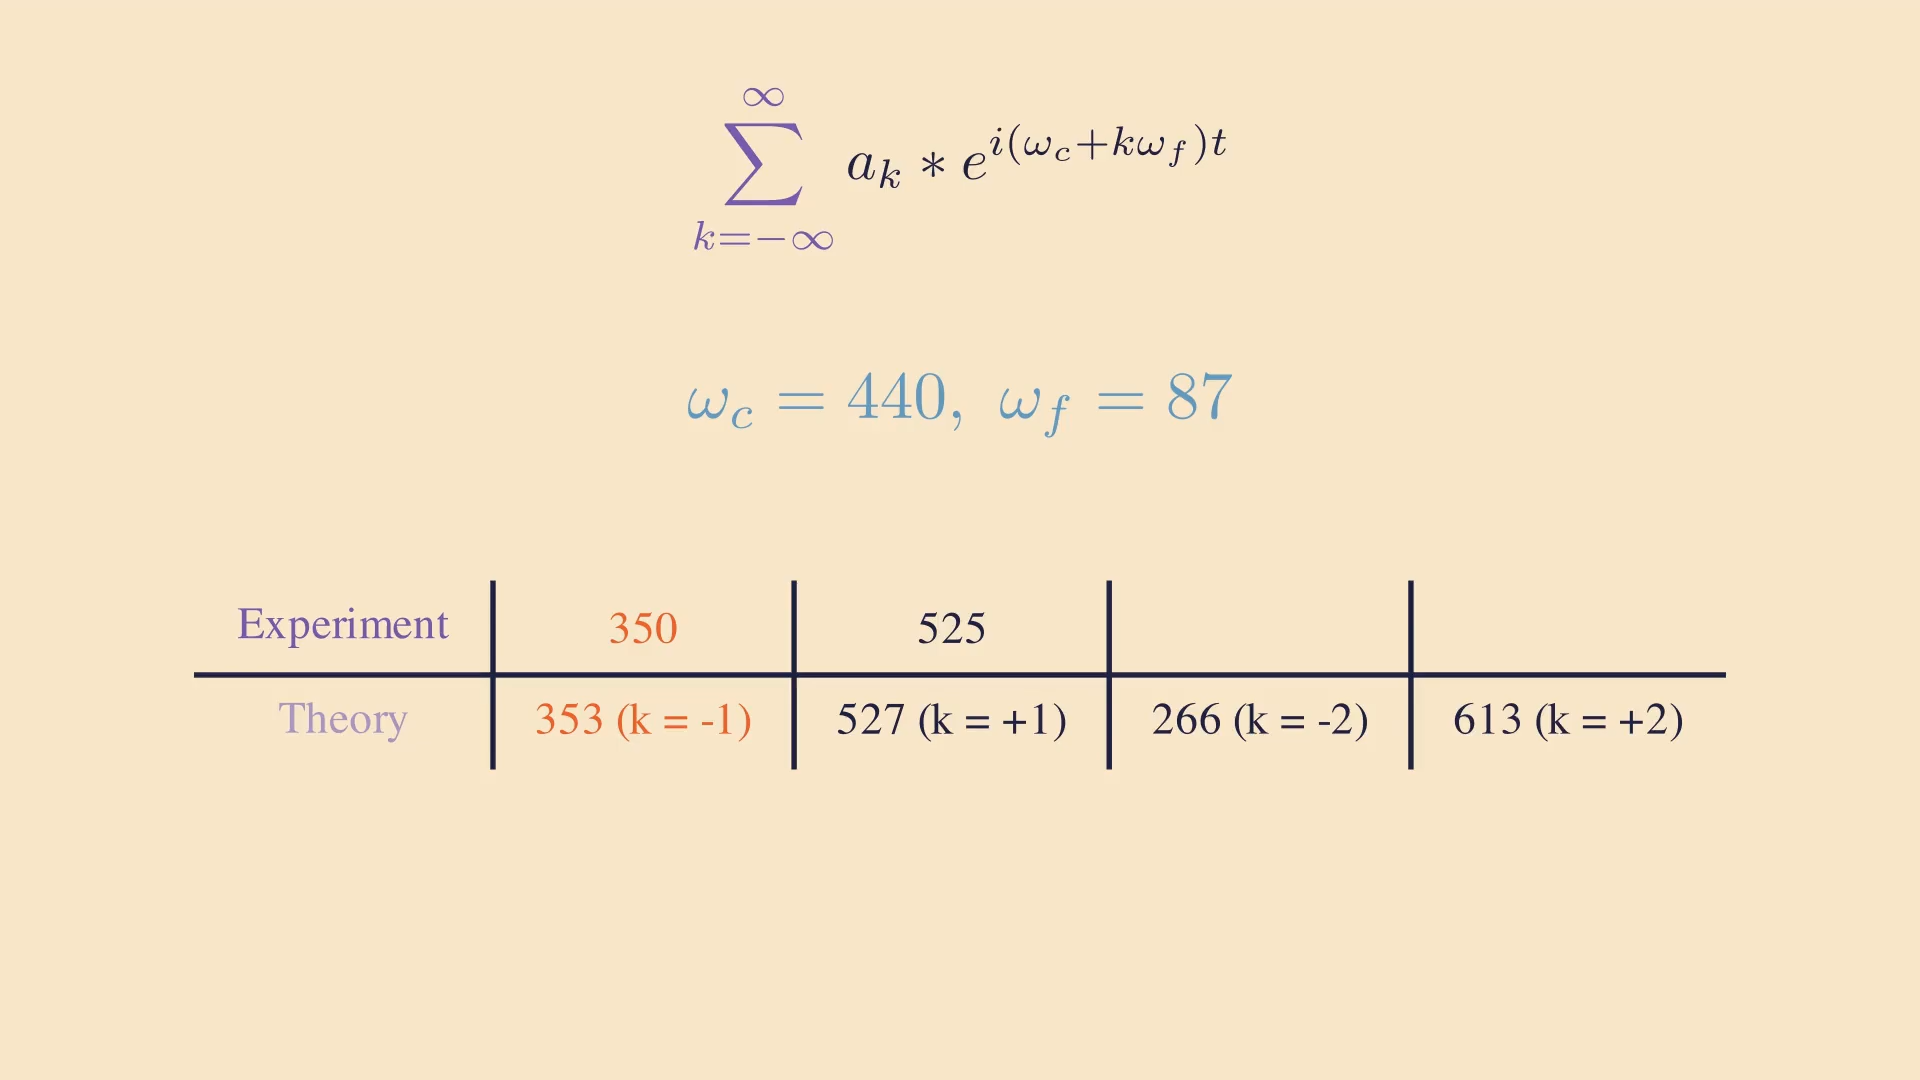 ∞
∑ a_k * e^{i(ω_c+kω_f)t}
k=−∞
ω_c = 440, ω_f = 87
Experiment 350 525
Theory 353 (k = -1) 527 (k = +1) 266 (k = -2) 613 (k = +2)